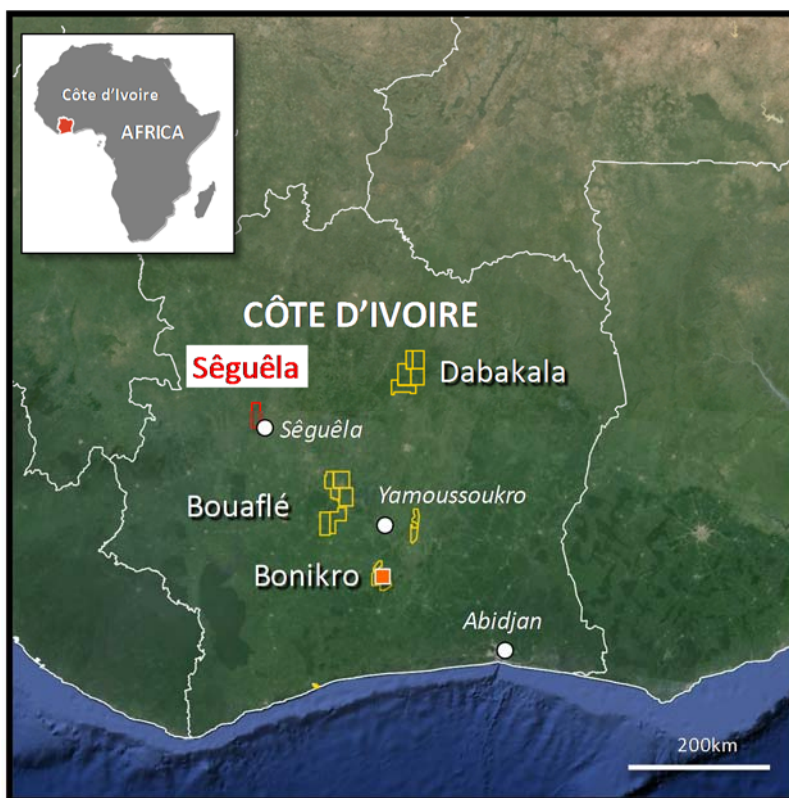 Côte d'Ivoire
AFRICA
CÔTE D'IVOIRE
Sêguêla
Dabakala
Sêguêla
Bouaflé
Yamoussoukro
Bonikro
Abidjan
200km